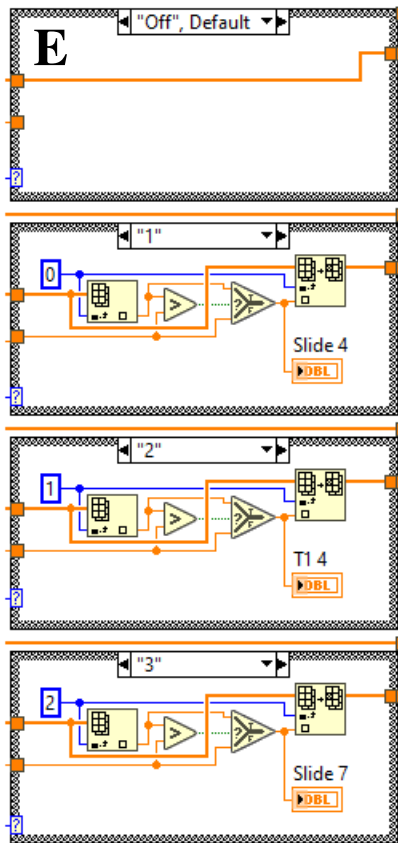 "Off", Default
E
?
"1"
0
>
?
T
F
Slide 4
DBL
?
"2"
1
>
?
T
F
T1 4
DBL
?
"3"
2
>
?
T
F
Slide 7
DBL
?